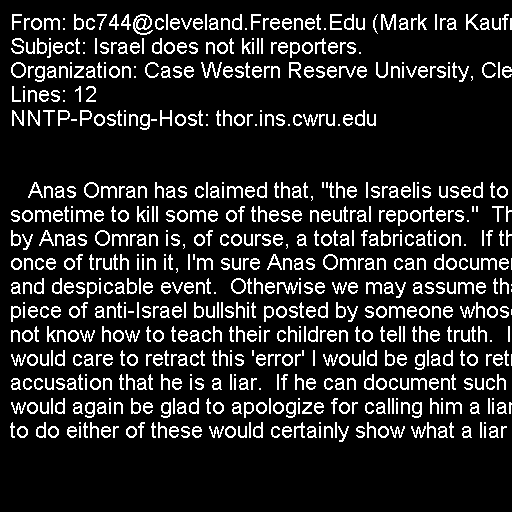 From: bc744@cleveland.Freenet.Edu (Mark Ira Kauf
Subject: Israel does not kill reporters.
Organization: Case Western Reserve University, Cle
Lines: 12
NNTP-Posting-Host: thor.ins.cwru.edu
Anas Omran has claimed that, "the Israelis used to
sometime to kill some of these neutral reporters."  Th
by Anas Omran is, of course, a total fabrication.  If th
once of truth iin it, I'm sure Anas Omran can docume
and despicable event.  Otherwise we may assume tha
piece of anti-Israel bullshit posted by someone whos
not know how to teach their children to tell the truth.  I
would care to retract this 'error' I would be glad to ret
accusation that he is a liar.  If he can document such
would again be glad to apologize for calling him a liar
to do either of these would certainly show what a liar